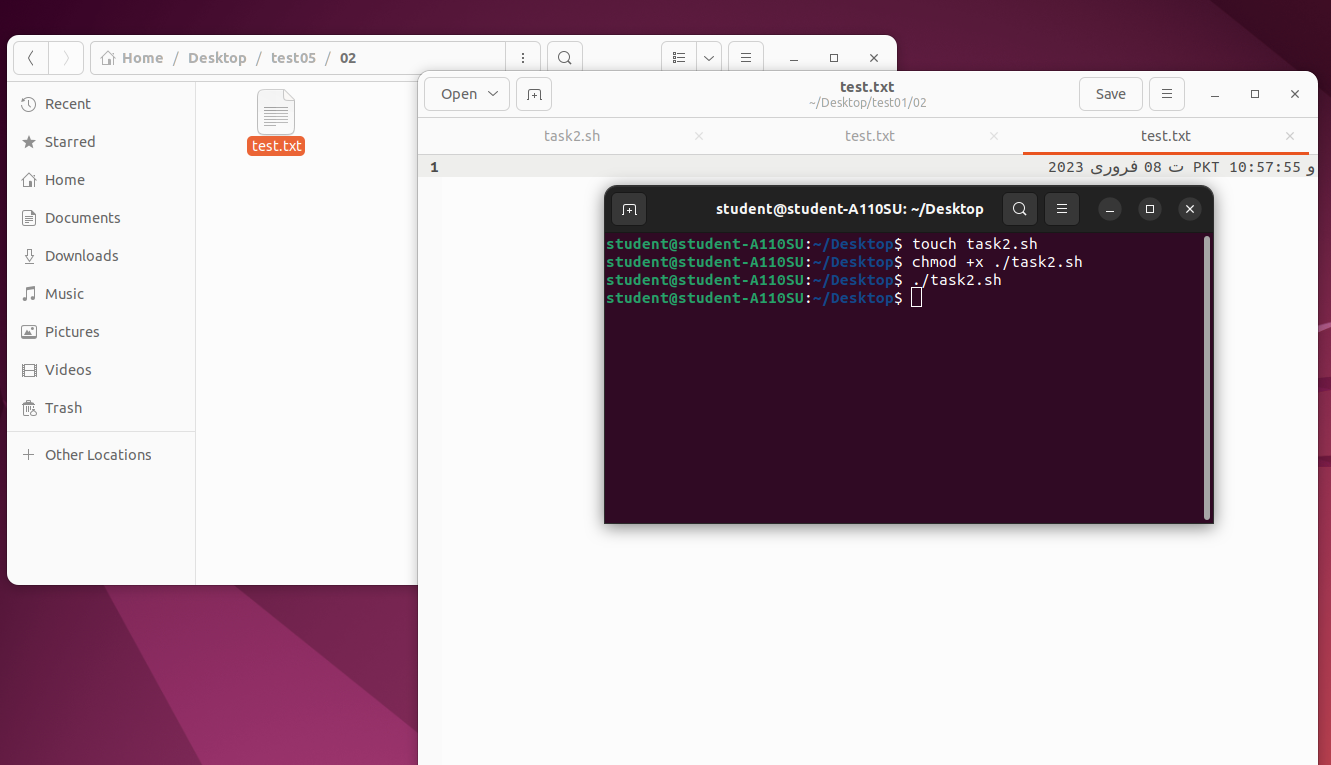 Home / Desktop / test05 / 02
Recent
Starred
Home
Documents
Downloads
Music
Pictures
Videos
Trash
Other Locations
test.txt
Open
test.txt
~/Desktop/test01/02
Save
task2.sh
test.txt
test.txt
1
و PKT 10:57:55 ت 08 فروری 2023
student@student-A110SU: ~/Desktop
student@student-A110SU:~/Desktop$ touch task2.sh
student@student-A110SU:~/Desktop$ chmod +x ./task2.sh
student@student-A110SU:~/Desktop$ ./task2.sh
student@student-A110SU:~/Desktop$